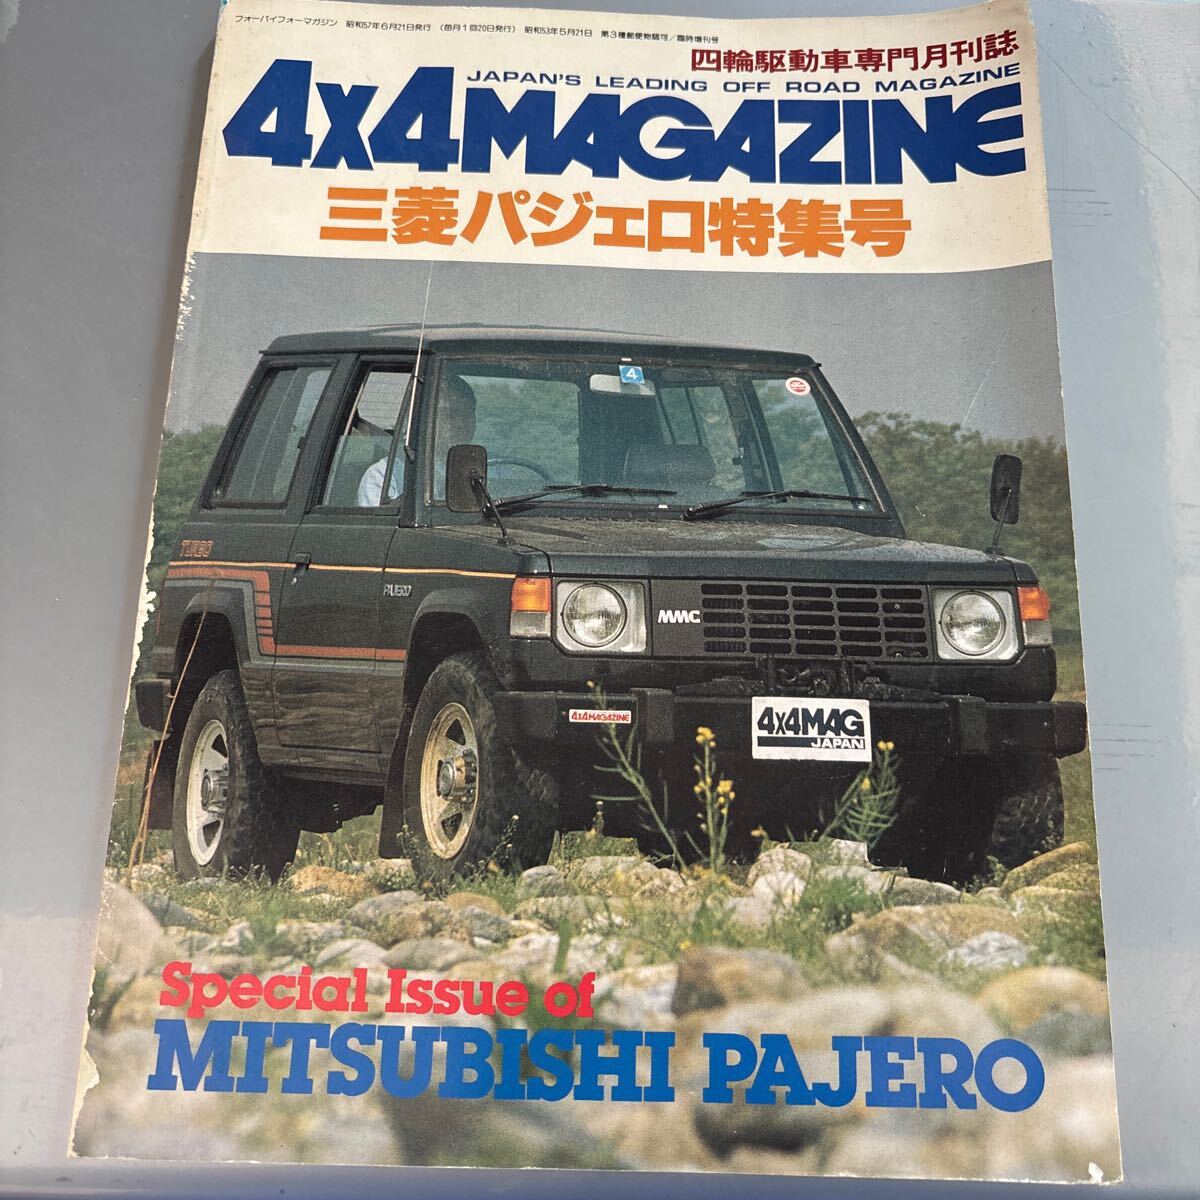 フォーバイフォーマガジン 昭和57年6月21日発行 (毎月1回20日発行) 昭和53年5月21日 第3種郵便物認可/臨時増刊号
四輪駆動車専門月刊誌
JAPAN'S LEADING OFF ROAD MAGAZINE
4x4MAGAZINE
三菱パジェロ特集号
4
TURBO
PAJERO
MMC
4x4MAGAZINE
4x4MAG
JAPAN
Special Issue of
MITSUBISHI PAJERO